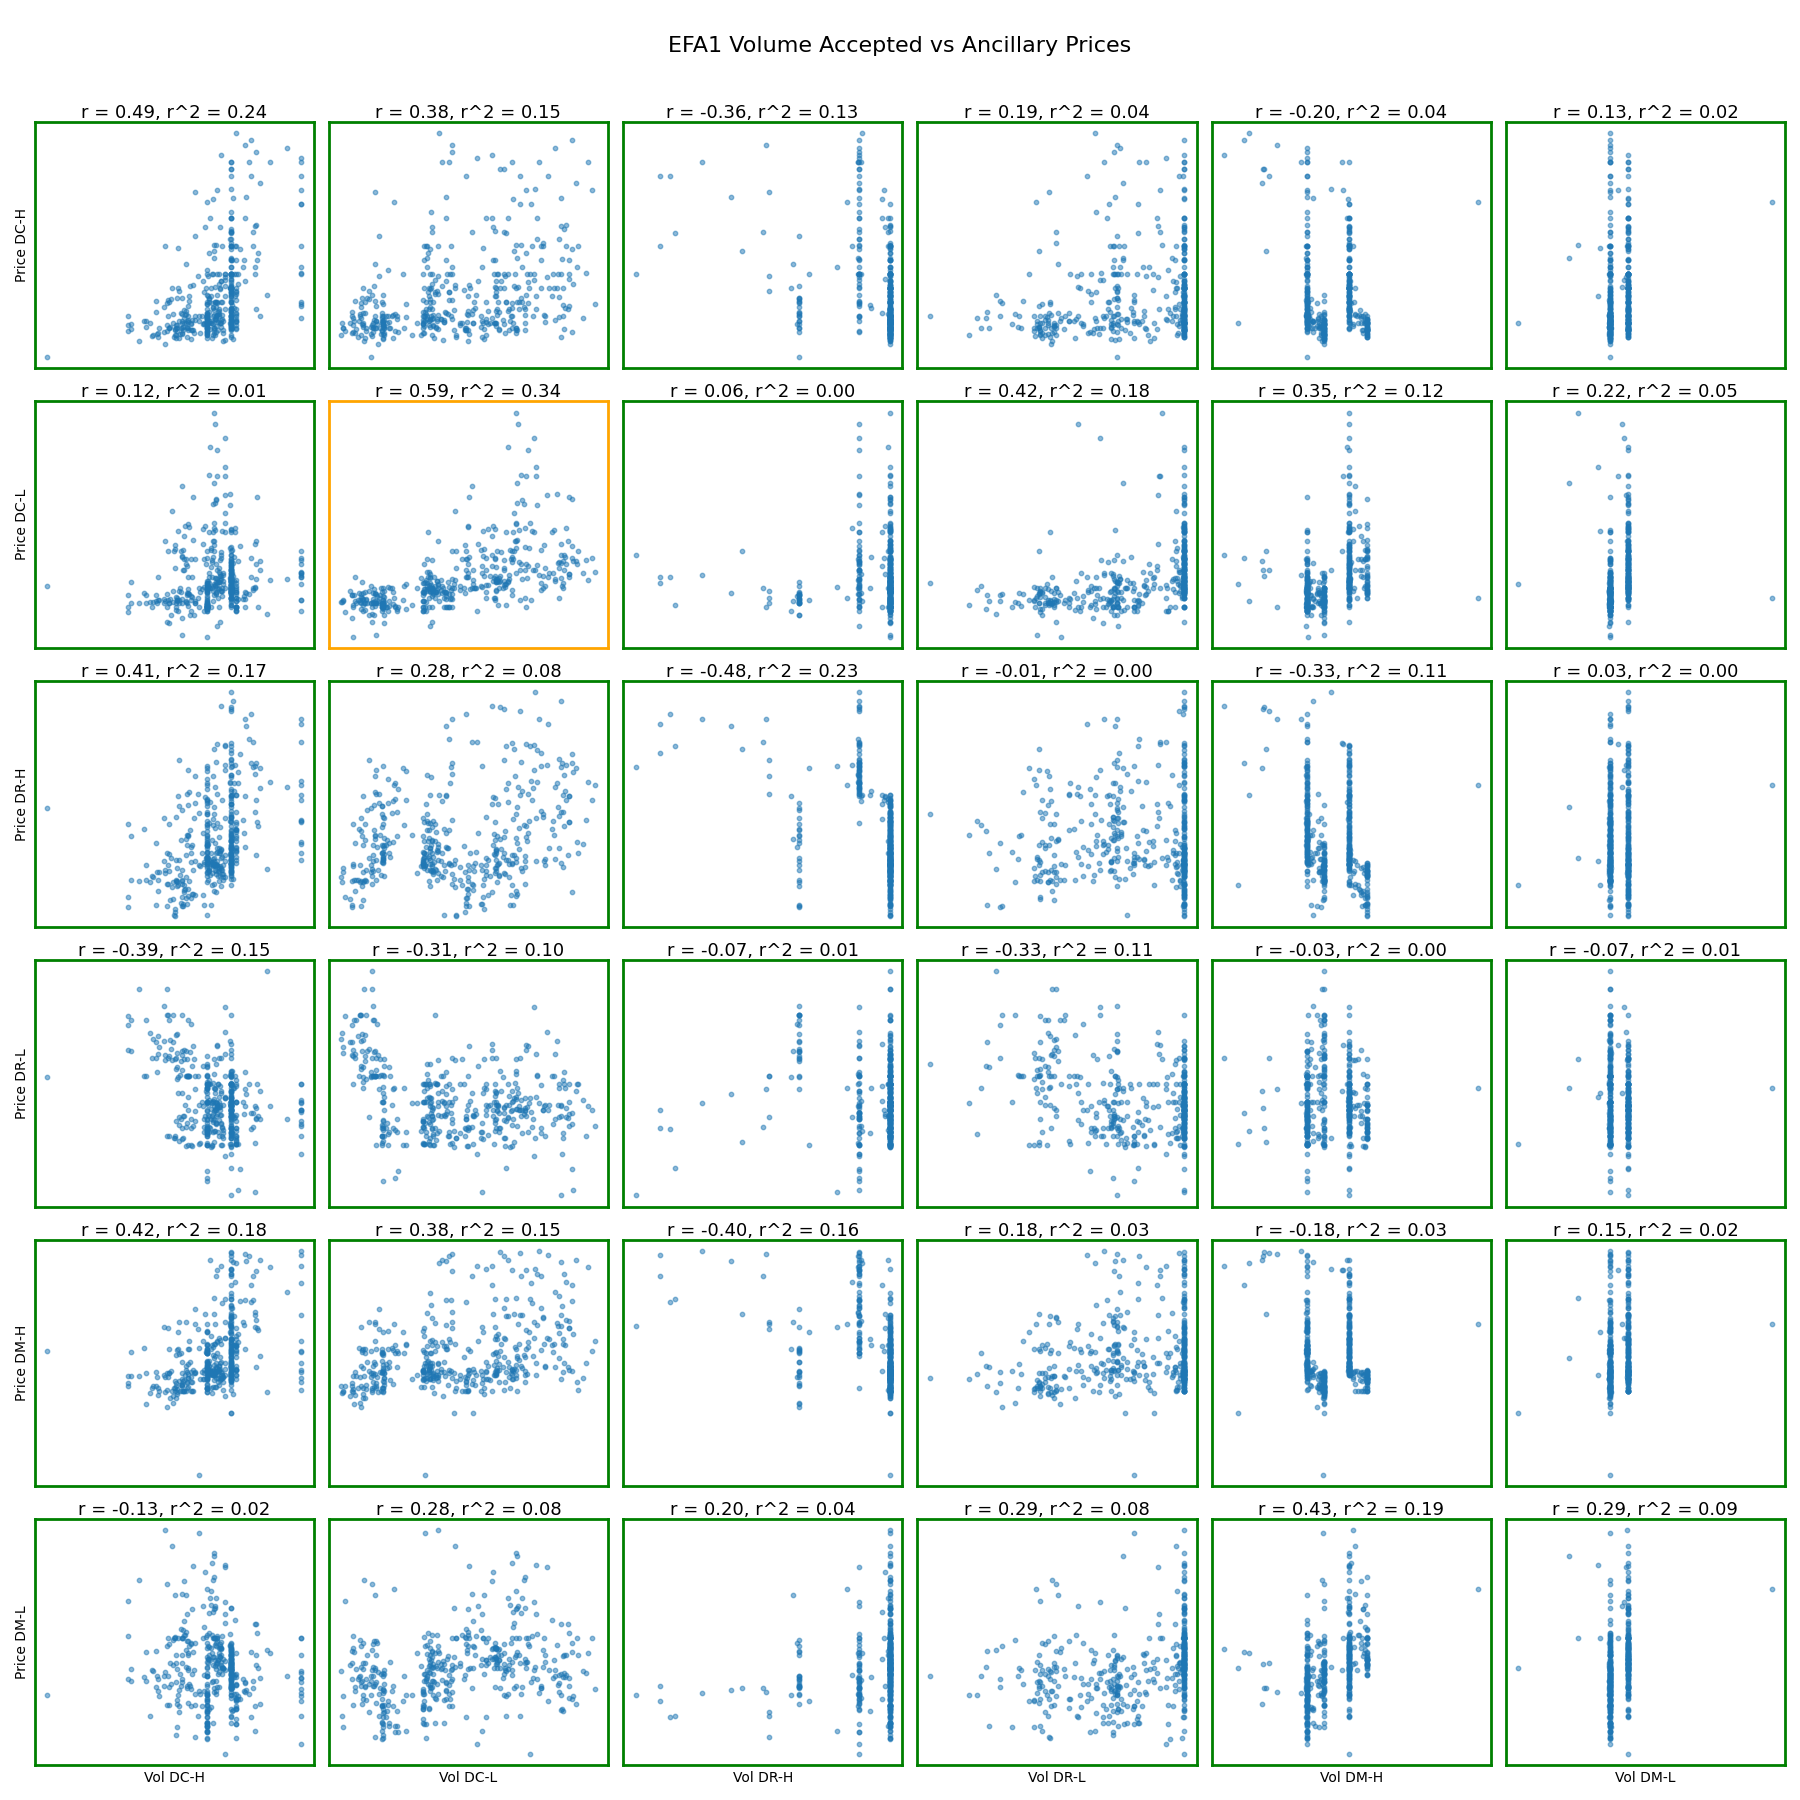 EFA1 Volume Accepted vs Ancillary Prices
r = 0.49, r^2 = 0.24
r = 0.38, r^2 = 0.15
r = -0.36, r^2 = 0.13
r = 0.19, r^2 = 0.04
r = -0.20, r^2 = 0.04
r = 0.13, r^2 = 0.02
Price DC-H
r = 0.12, r^2 = 0.01
r = 0.59, r^2 = 0.34
r = 0.06, r^2 = 0.00
r = 0.42, r^2 = 0.18
r = 0.35, r^2 = 0.12
r = 0.22, r^2 = 0.05
Price DC-L
r = 0.41, r^2 = 0.17
r = 0.28, r^2 = 0.08
r = -0.48, r^2 = 0.23
r = -0.01, r^2 = 0.00
r = -0.33, r^2 = 0.11
r = 0.03, r^2 = 0.00
Price DR-H
r = -0.39, r^2 = 0.15
r = -0.31, r^2 = 0.10
r = -0.07, r^2 = 0.01
r = -0.33, r^2 = 0.11
r = -0.03, r^2 = 0.00
r = -0.07, r^2 = 0.01
Price DR-L
r = 0.42, r^2 = 0.18
r = 0.38, r^2 = 0.15
r = -0.40, r^2 = 0.16
r = 0.18, r^2 = 0.03
r = -0.18, r^2 = 0.03
r = 0.15, r^2 = 0.02
Price DM-H
r = -0.13, r^2 = 0.02
r = 0.28, r^2 = 0.08
r = 0.20, r^2 = 0.04
r = 0.29, r^2 = 0.08
r = 0.43, r^2 = 0.19
r = 0.29, r^2 = 0.09
Price DM-L
Vol DC-H
Vol DC-L
Vol DR-H
Vol DR-L
Vol DM-H
Vol DM-L